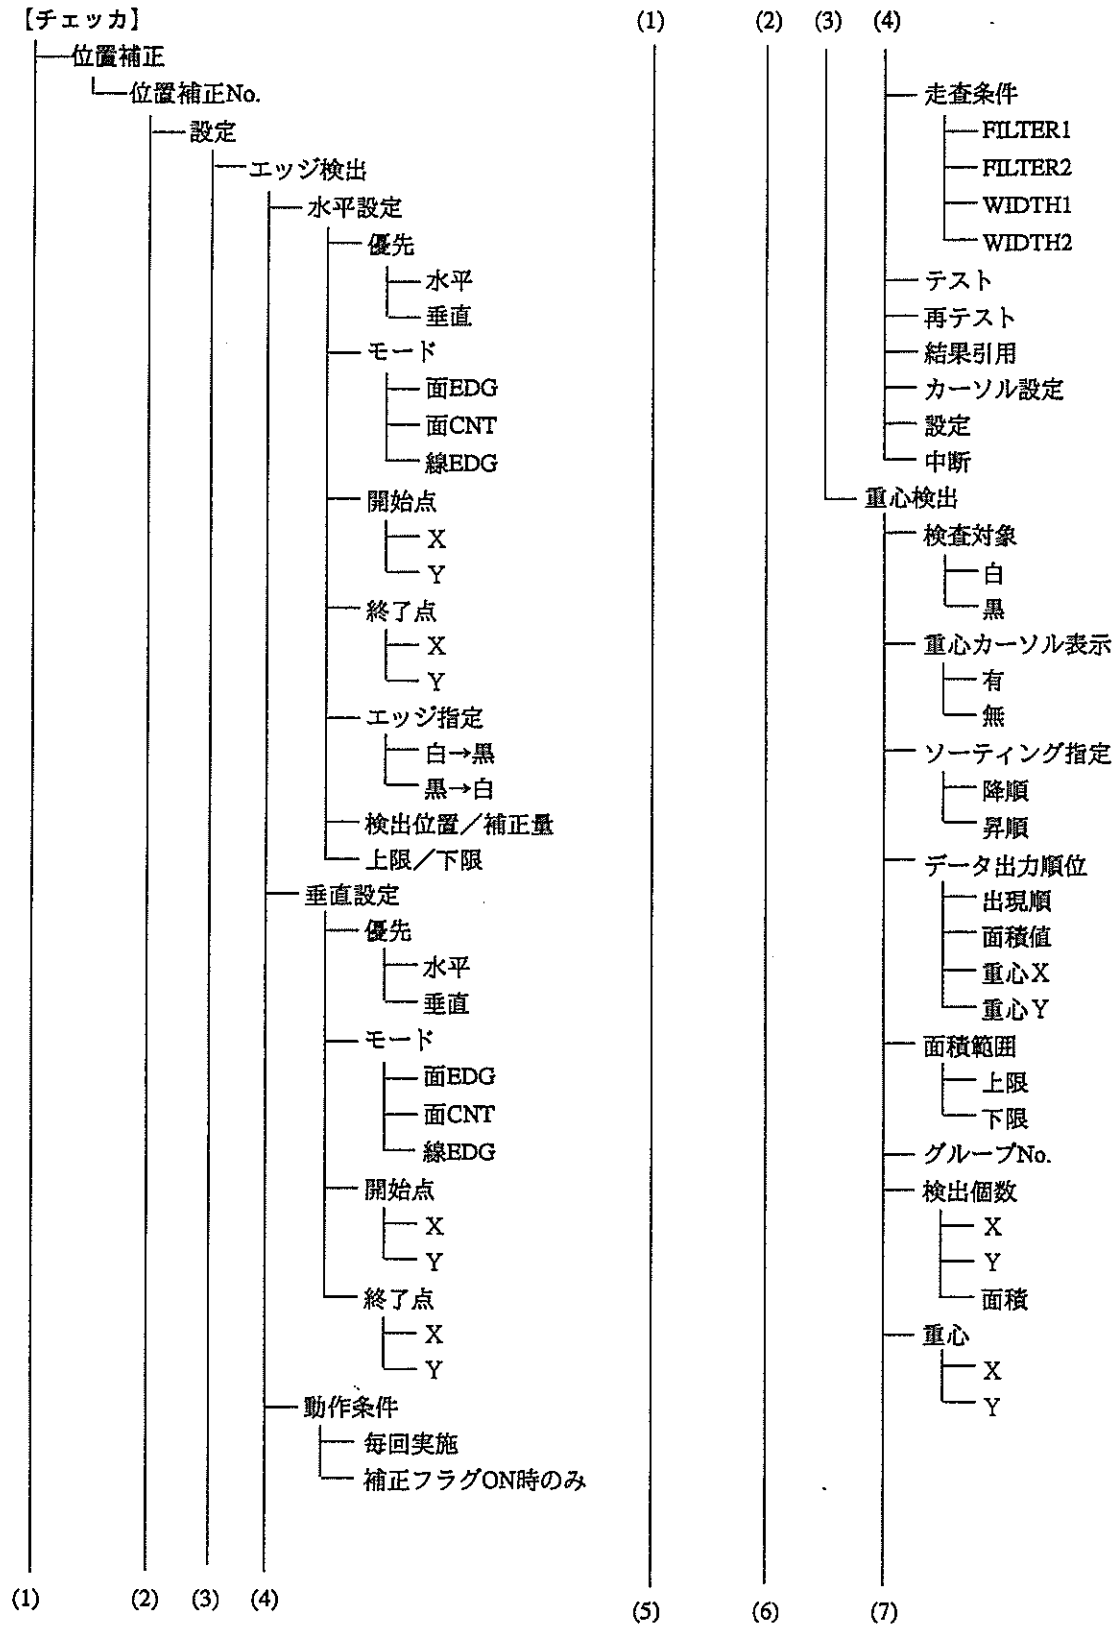 【チェッカ】
位置補正
位置補正No.
設定
エッジ検出
水平設定
優先
水平
垂直
モード
面EDG
面CNT
線EDG
開始点
X
Y
終了点
X
Y
エッジ指定
白→黒
黒→白
検出位置／補正量
上限／下限
垂直設定
優先
水平
垂直
モード
面EDG
面CNT
線EDG
開始点
X
Y
終了点
X
Y
動作条件
毎回実施
補正フラグON時のみ
(1) (2) (3) (4)
(1) (2) (3) (4)
走査条件
FILTER1
FILTER2
WIDTH1
WIDTH2
テスト
再テスト
結果引用
カーソル設定
設定
中断
重心検出
検査対象
白
黒
重心カーソル表示
有
無
ソーティング指定
降順
昇順
データ出力順位
出現順
面積値
重心X
重心Y
面積範囲
上限
下限
グループNo.
検出個数
X
Y
面積
重心
X
Y
(5) (6) (7)